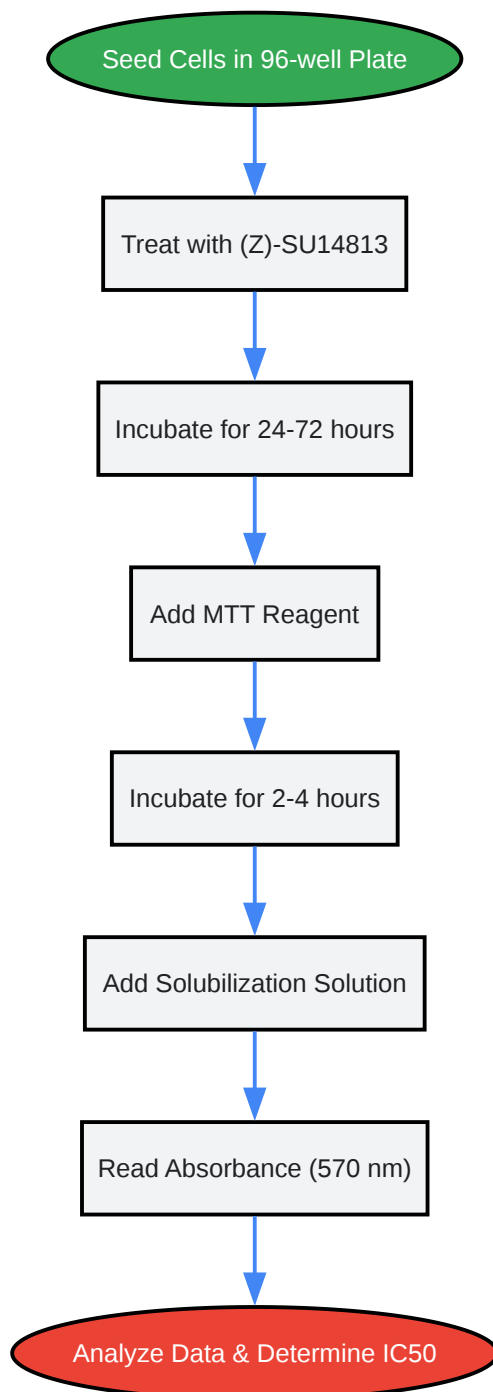 Seed Cells in 96-well Plate
Treat with (Z)-SU14813
Incubate for 24-72 hours
Add MTT Reagent
Incubate for 2-4 hours
Add Solubilization Solution
Read Absorbance (570 nm)
Analyze Data & Determine IC50